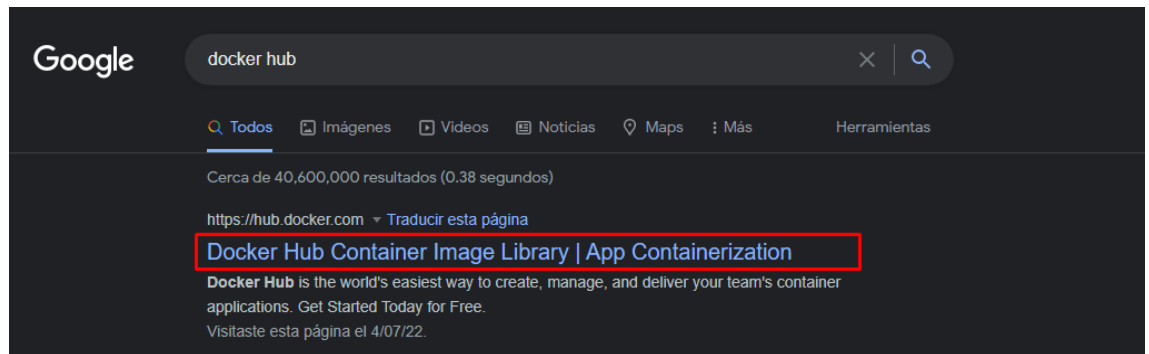 Google
docker hub
Todos Imágenes Videos Noticias Maps Más Herramientas
Cerca de 40,600,000 resultados (0.38 segundos)
https://hub.docker.com Traducir esta página
Docker Hub Container Image Library | App Containerization
Docker Hub is the world's easiest way to create, manage, and deliver your team's container
applications. Get Started Today for Free.
Visitaste esta página el 4/07/22.